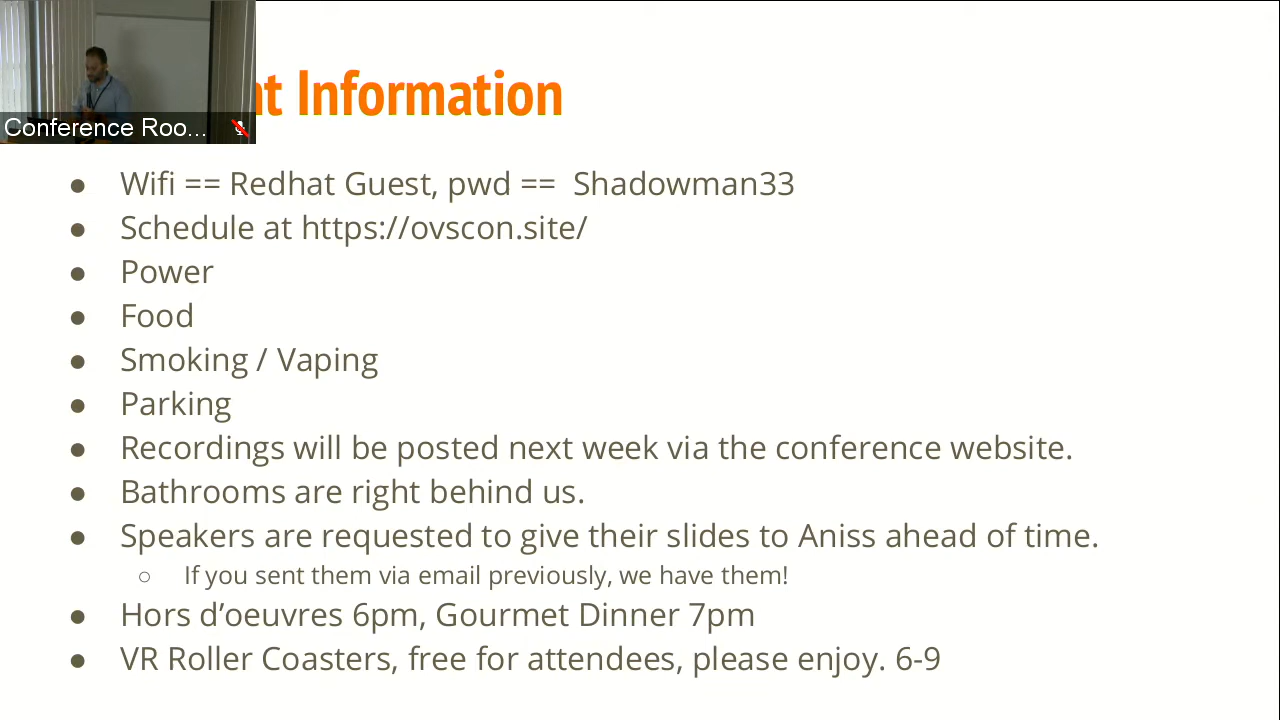 Information
Conference Roo...
● Wifi == Redhat Guest, pwd == Shadowman33
● Schedule at https://ovscon.site/
● Power
● Food
● Smoking / Vaping
● Parking
● Recordings will be posted next week via the conference website.
● Bathrooms are right behind us.
● Speakers are requested to give their slides to Aniss ahead of time.
○ If you sent them via email previously, we have them!
● Hors d’oeuvres 6pm, Gourmet Dinner 7pm
● VR Roller Coasters, free for attendees, please enjoy. 6-9